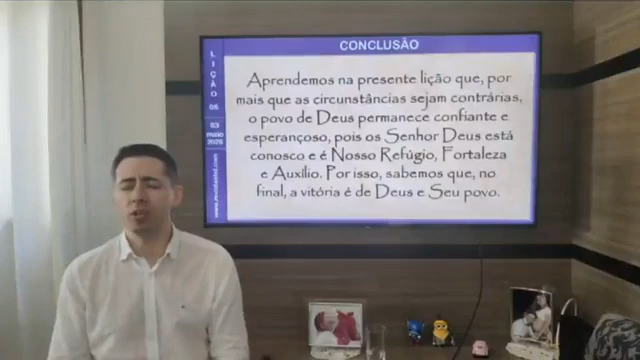 CONCLUSÃO
LIÇÃO
05
03
maio
2020
Aprendemos na presente lição que, por
mais que as circunstâncias sejam contrárias,
o povo de Deus permanece confiante e
esperançoso, pois os Senhor Deus está
conosco e é Nosso Refúgio, Fortaleza
e Auxílio. Por isso, sabemos que, no
final, a vitória é de Deus e Seu povo.